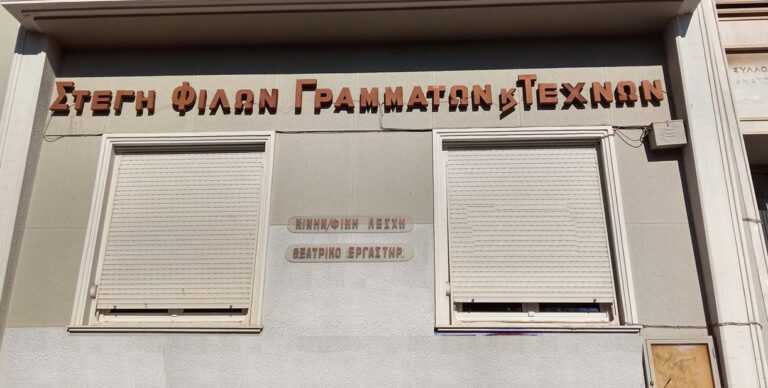 ΣΤΕΓΗ ΦΙΛΩΝ ΓΡΑΜΜΑΤΩΝ Κ ΤΕΧΝΩΝ
ΚΙΝΗΜ/ΦΙΚΗ ΛΕΣΧΗ
ΘΕΑΤΡΙΚΟ ΕΡΓΑΣΤΗΡ.